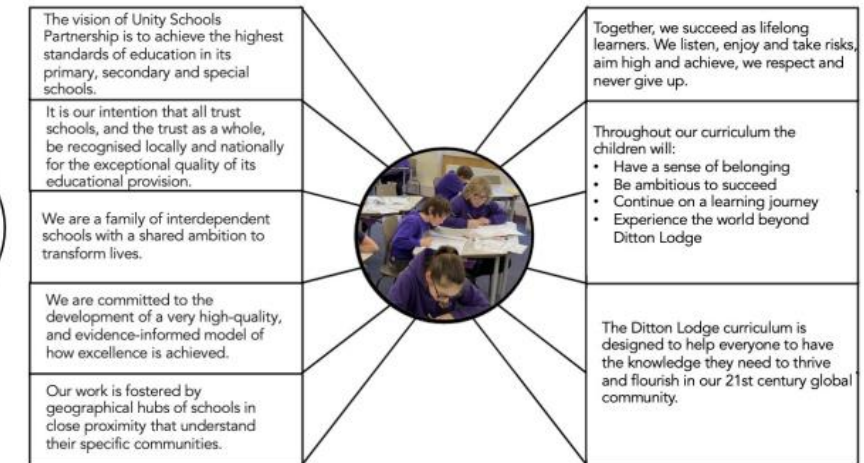 The vision of Unity Schools
Partnership is to achieve the highest
standards of education in its
primary, secondary and special
schools.
It is our intention that all trust
schools, and the trust as a whole,
be recognised locally and nationally
for the exceptional quality of its
educational provision.
We are a family of interdependent
schools with a shared ambition to
transform lives.
We are committed to the
development of a very high-quality,
and evidence-informed model of
how excellence is achieved.
Our work is fostered by
geographical hubs of schools in
close proximity that understand
their specific communities.
Together, we succeed as lifelong
learners. We listen, enjoy and take risks,
aim high and achieve, we respect and
never give up.
Throughout our curriculum the
children will:
• Have a sense of belonging
• Be ambitious to succeed
• Continue on a learning journey
• Experience the world beyond
Ditton Lodge
The Ditton Lodge curriculum is
designed to help everyone to have
the knowledge they need to thrive
and flourish in our 21st century global
community.